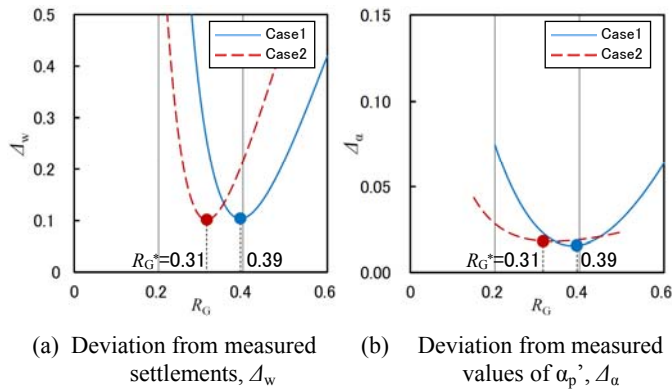 0.5
0.4
0.3
0.2
0.1
0
Δw
Case1
Case2
RG*=0.31
0.39
0
0.2
0.4
0.6
RG
0.15
0.10
0.05
0.00
Δα
Case1
Case2
RG*=0.31
0.39
0
0.2
0.4
0.6
RG
(a) Deviation from measured
settlements, Δw
(b) Deviation from measured
values of αp’, Δα